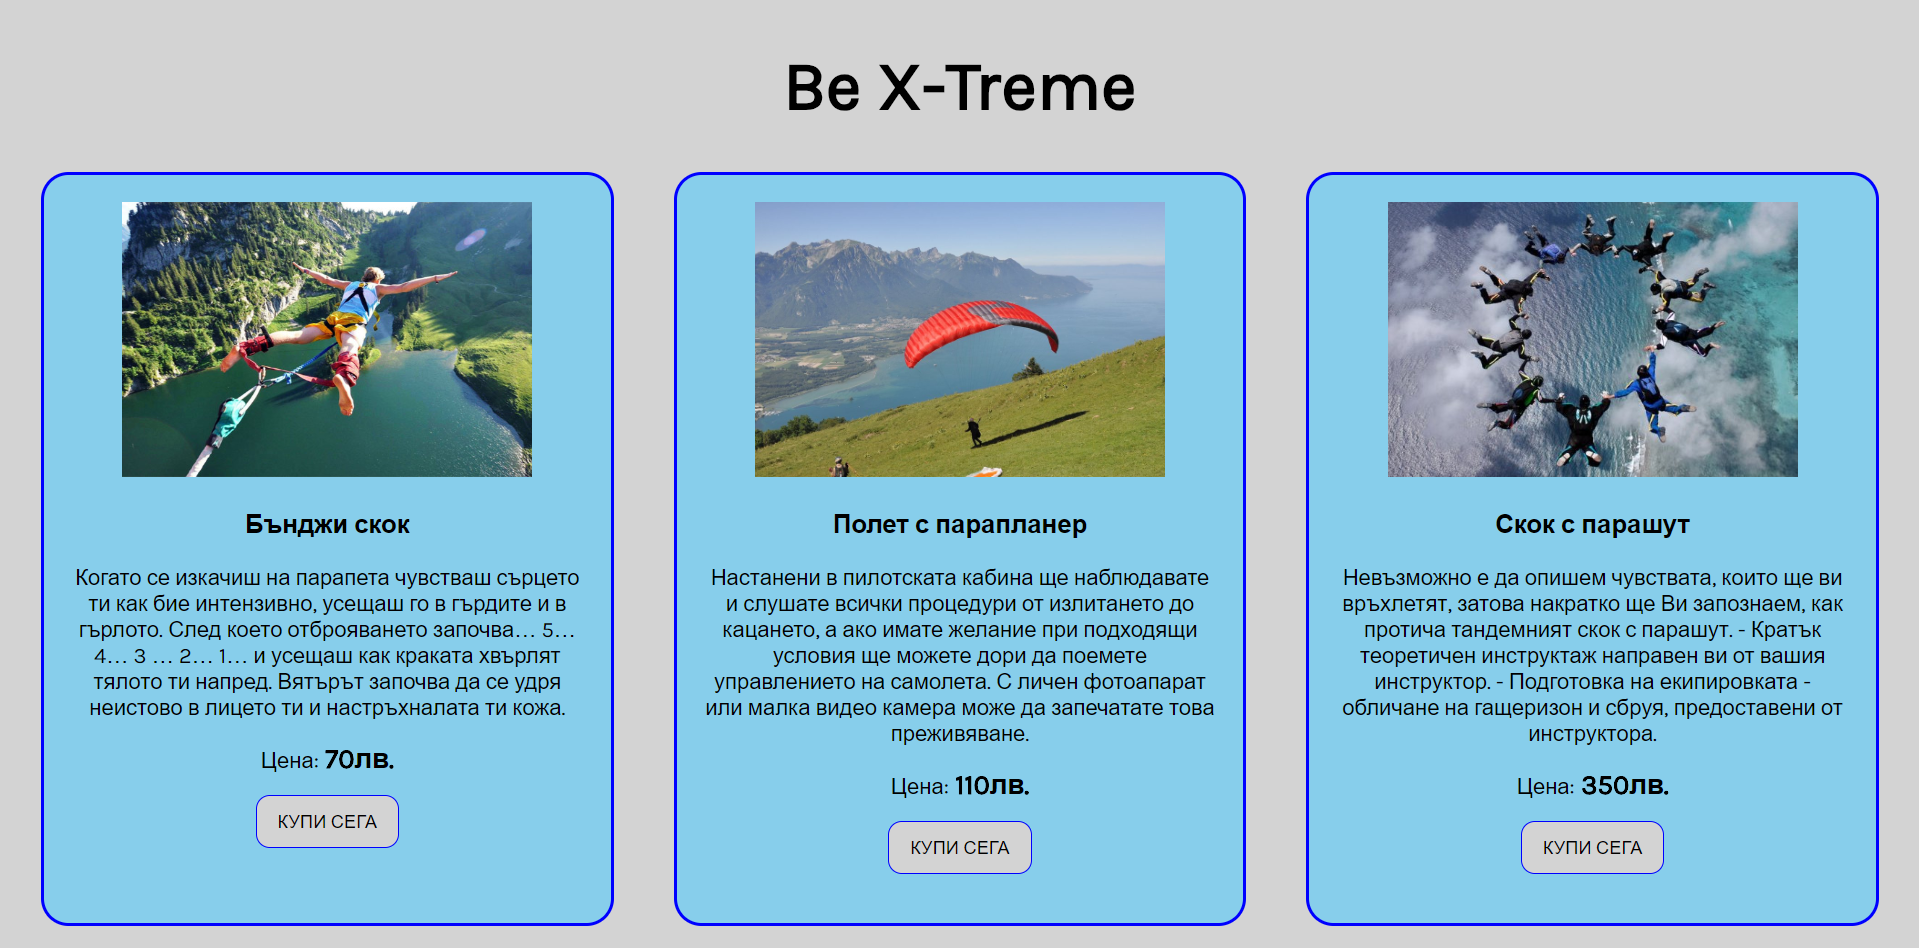 Be X-Treme
Бънджи скок
Когато се изкачиш на парапета чувстваш сърцето
ти как бие интензивно, усещаш го в гърдите и в
гърлото. След което отброяването започва… 5…
4… 3 … 2… 1… и усещаш как краката хвърлят
тялото ти напред. Вятърът започва да се удря
неистово в лицето ти и настръхналата ти кожа.
Цена: 70лв.
КУПИ СЕГА
Полет с парапланер
Настанени в пилотската кабина ще наблюдавате
и слушате всички процедури от излитането до
кацането, а ако имате желание при подходящи
условия ще можете дори да поемете
управлението на самолета. С личен фотоапарат
или малка видео камера може да запечатате това
преживяване.
Цена: 110лв.
КУПИ СЕГА
Скок с парашут
Невъзможно е да опишем чувствата, които ще ви
връхлетят, затова накратко ще Ви запознаем, как
протича тандемният скок с парашут. - Кратък
теоретичен инструктаж направен ви от вашия
инструктор. - Подготовка на екипировката -
обличане на гащеризон и сбруя, предоставени от
инструктора.
Цена: 350лв.
КУПИ СЕГА